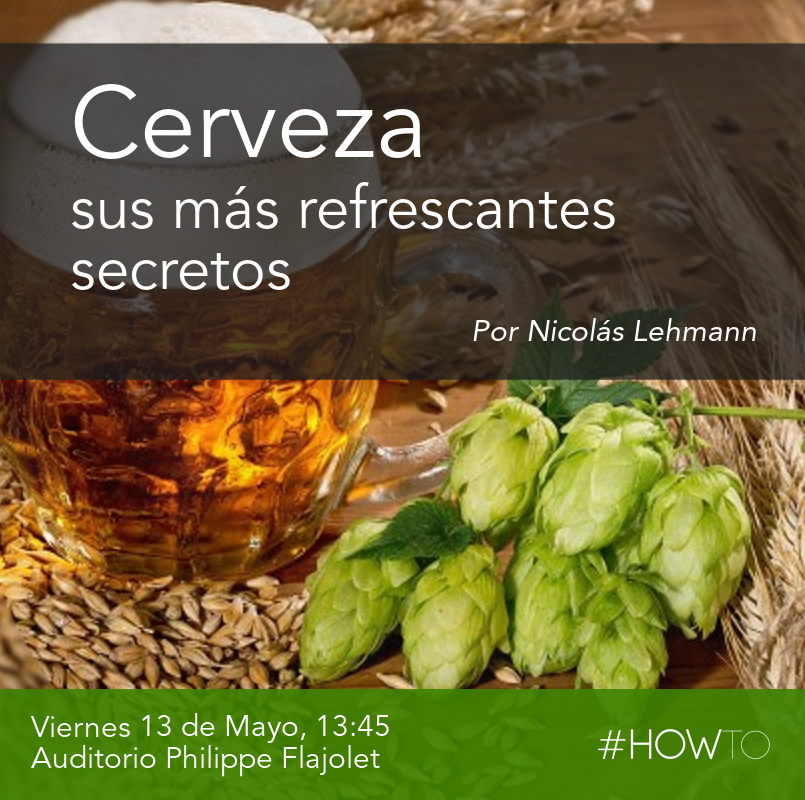 Cerveza
sus más refrescantes
secretos
Por Nicolás Lehmann
Viernes 13 de Mayo, 13:45
Auditorio Philippe Flajolet
#HOWTO